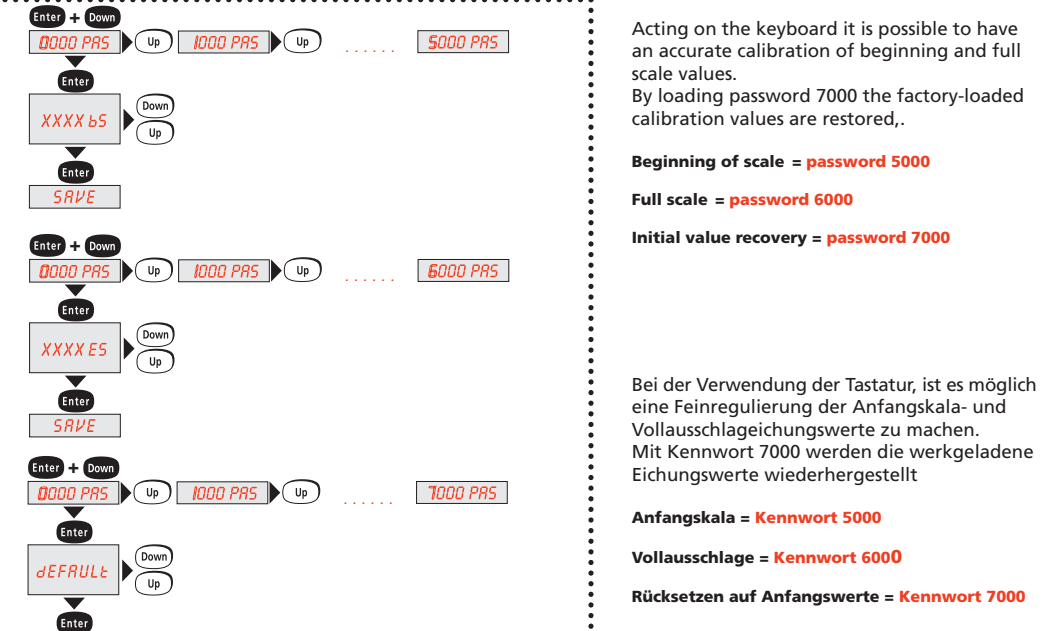 Enter + Down
0000 PAS Up 1000 PAS Up ...... 5000 PAS
Enter
XXXX bS Down
Up
Enter
SAVE
Enter + Down
0000 PAS Up 1000 PAS Up ...... 6000 PAS
Enter
XXXX ES Down
Up
Enter
SAVE
Enter + Down
0000 PAS Up 1000 PAS Up ...... 7000 PAS
Enter
dEFAULt Down
Up
Enter
Acting on the keyboard it is possible to have
an accurate calibration of beginning and full
scale values.
By loading password 7000 the factory-loaded
calibration values are restored,.
Beginning of scale = password 5000
Full scale = password 6000
Initial value recovery = password 7000
Bei der Verwendung der Tastatur, ist es möglich
eine Feinregulierung der Anfangskala- und
Vollausschlageichungswerte zu machen.
Mit Kennwort 7000 werden die werkgeladene
Eichungswerte wiederhergestellt
Anfangskala = Kennwort 5000
Vollausschlage = Kennwort 6000
Rücksetzen auf Anfangswerte = Kennwort 7000